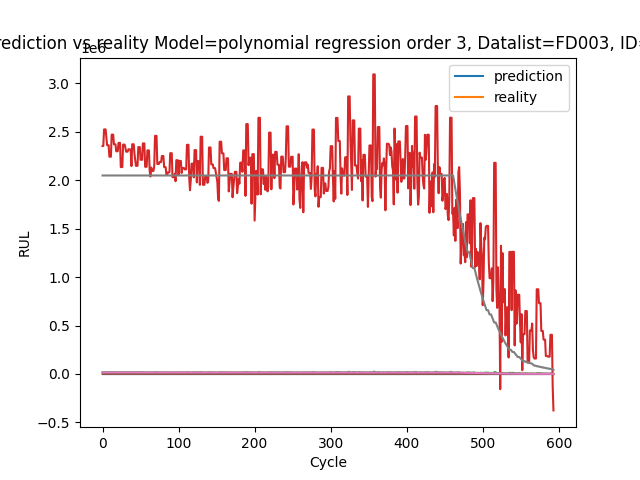 rediction vs reality Model=polynomial regression order 3, Datalist=FD003, ID=
1e6
prediction
reality
3.0
2.5
2.0
1.5
1.0
0.5
0.0
−0.5
RUL
0 100 200 300 400 500 600
Cycle